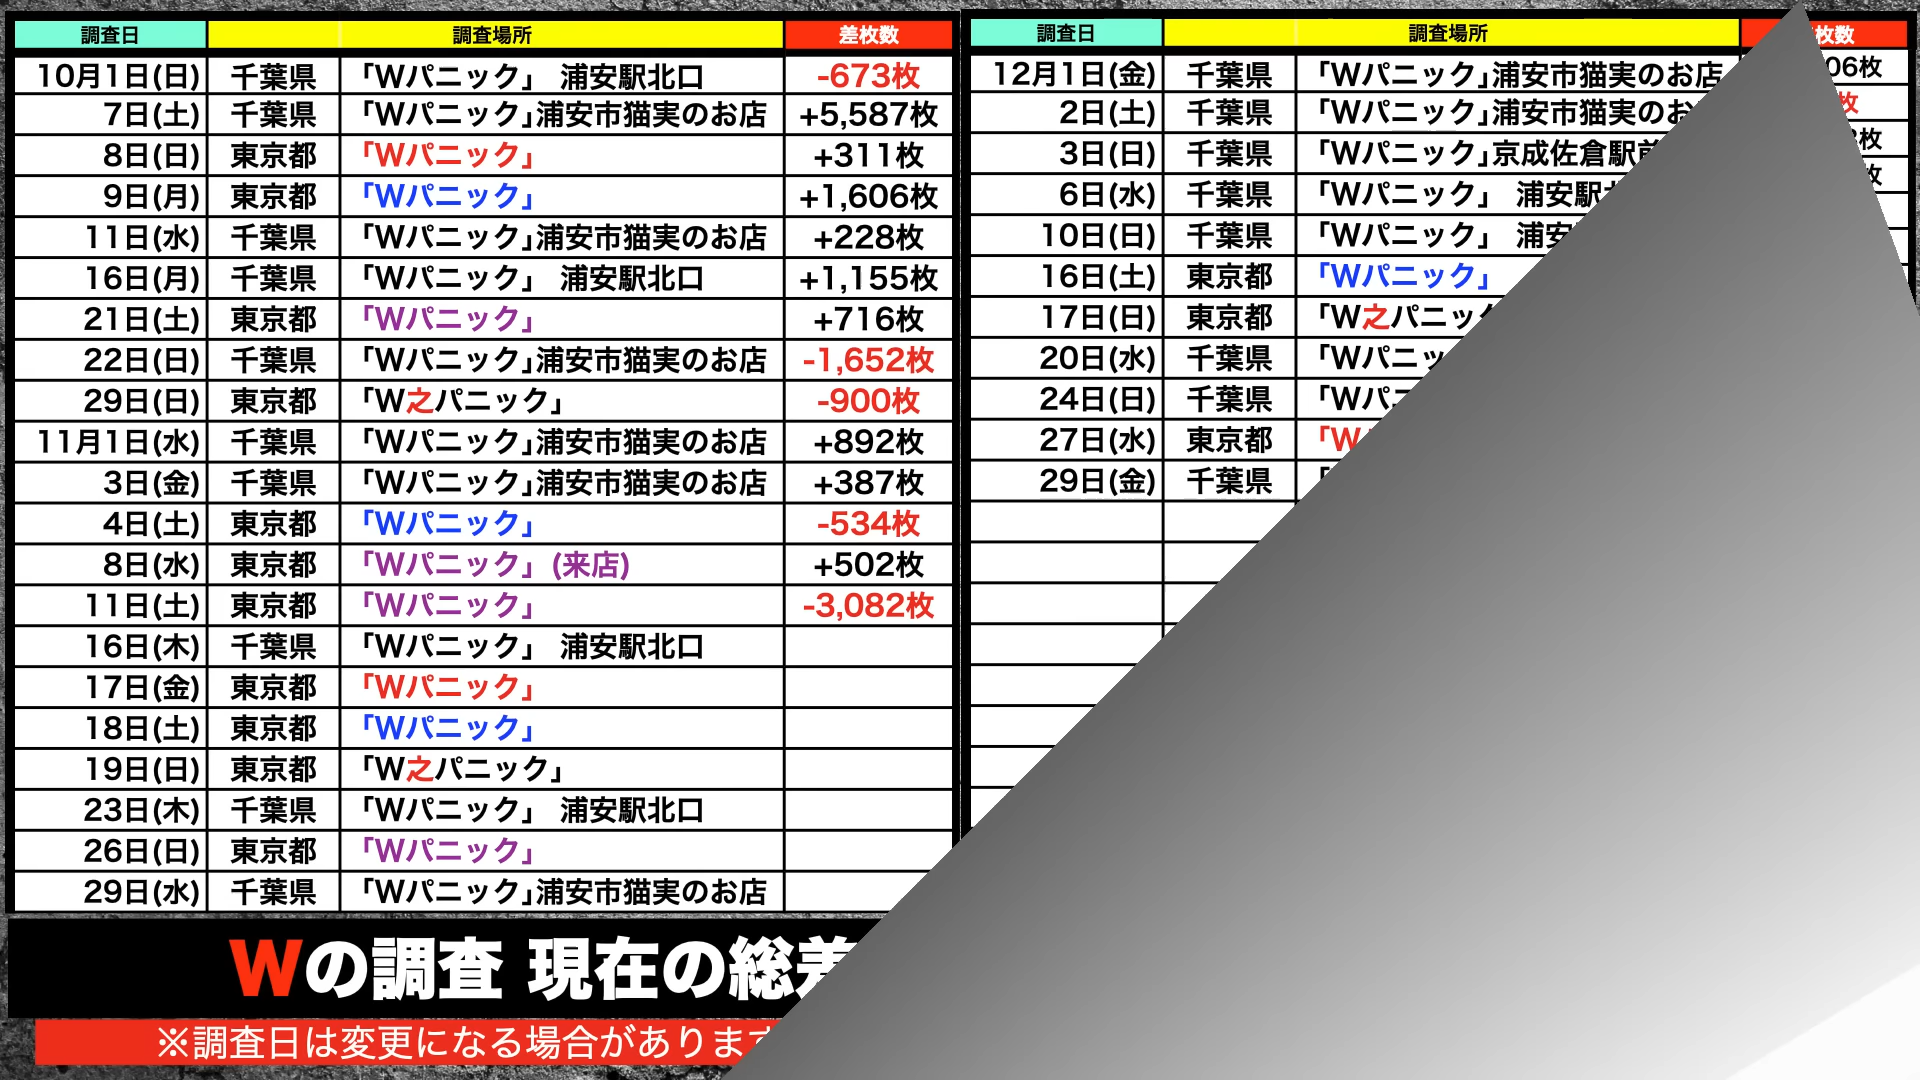 調査日 調査場所 差枚数
10月1日(日) 千葉県 「Wパニック」 浦安駅北口 -673枚
7日(土) 千葉県 「Wパニック」浦安市猫実のお店 +5,587枚
8日(日) 東京都 「Wパニック」 +311枚
9日(月) 東京都 「Wパニック」 +1,606枚
11日(水) 千葉県 「Wパニック」浦安市猫実のお店 +228枚
16日(月) 千葉県 「Wパニック」 浦安駅北口 +1,155枚
21日(土) 東京都 「Wパニック」 +716枚
22日(日) 千葉県 「Wパニック」浦安市猫実のお店 -1,652枚
29日(日) 東京都 「W之パニック」 -900枚
11月1日(水) 千葉県 「Wパニック」浦安市猫実のお店 +892枚
3日(金) 千葉県 「Wパニック」浦安市猫実のお店 +387枚
4日(土) 東京都 「Wパニック」 -534枚
8日(水) 東京都 「Wパニック」(来店) +502枚
11日(土) 東京都 「Wパニック」 -3,082枚
16日(木) 千葉県 「Wパニック」 浦安駅北口
17日(金) 東京都 「Wパニック」
18日(土) 東京都 「Wパニック」
19日(日) 東京都 「W之パニック」
23日(木) 千葉県 「Wパニック」 浦安駅北口
26日(日) 東京都 「Wパニック」
29日(水) 千葉県 「Wパニック」浦安市猫実のお店
調査日 調査場所 枚数
12月1日(金) 千葉県 「Wパニック」浦安市猫実のお店 06枚
2日(土) 千葉県 「Wパニック」浦安市猫実のお 枚
3日(日) 千葉県 「Wパニック」京成佐倉駅前 枚
6日(水) 千葉県 「Wパニック」 浦安駅 枚
10日(日) 千葉県 「Wパニック」 浦安
16日(土) 東京都 「Wパニック」
17日(日) 東京都 「W之パニック
20日(水) 千葉県 「Wパニッ
24日(日) 千葉県 「Wパニ
27日(水) 東京都 「W
29日(金) 千葉県 「
Wの調査 現在の総差
※調査日は変更になる場合があります